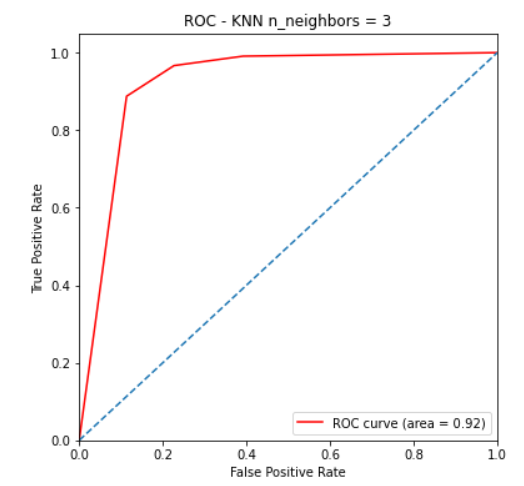 ROC - KNN n_neighbors = 3
1.0
0.8
0.6
0.4
0.2
0.0
True Positive Rate
ROC curve (area = 0.92)
0.0 0.2 0.4 0.6 0.8 1.0
False Positive Rate